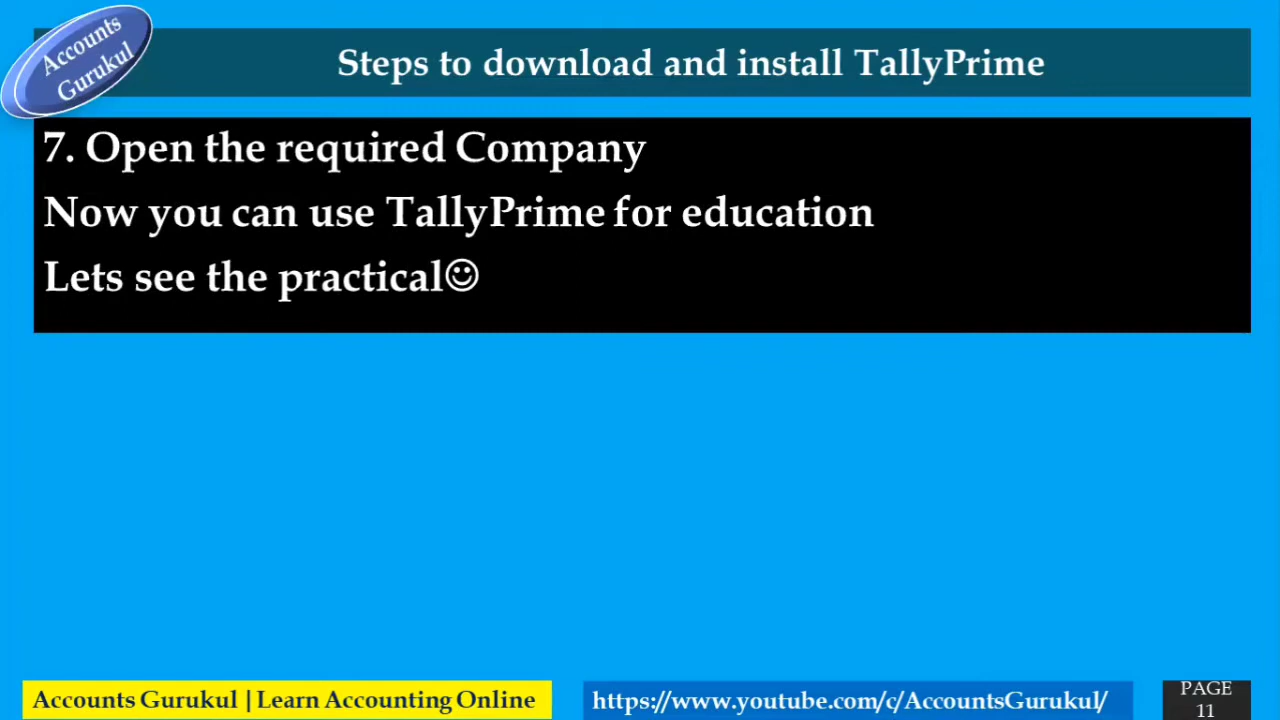 Accounts
Gurukul
Steps to download and install TallyPrime
7. Open the required Company
Now you can use TallyPrime for education
Lets see the practical☺
Accounts Gurukul | Learn Accounting Online
https://www.youtube.com/c/AccountsGurukul/
PAGE
11